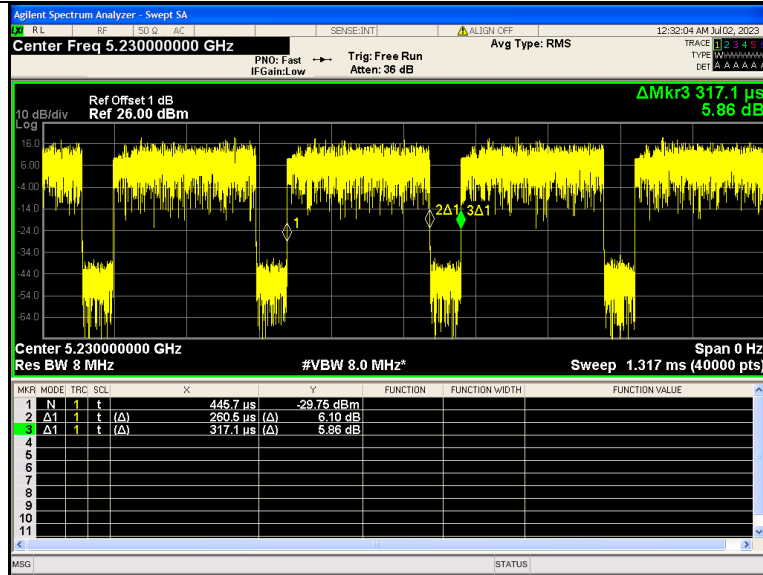 Agilent Spectrum Analyzer - Swept SA
RL RF 50 Ω AC SENSE:INT ALIGN OFF 12:32:04 AM Jul 02, 2023
Center Freq 5.230000000 GHz Avg Type: RMS TRACE 1 2 3 4 5
PNO: Fast Trig: Free Run TYPE W
IFGain:Low Atten: 36 dB DET A A A A A
ΔMkr3 317.1 µs
5.86 dB
Ref Offset 1 dB
10 dB/div Ref 26.00 dBm
Log
16.0
6.00
-4.00
-14.0
2Δ1 3Δ1
1
-24.0
-34.0
-44.0
-54.0
-64.0
Center 5.230000000 GHz Span 0 Hz
Res BW 8 MHz #VBW 8.0 MHz* Sweep 1.317 ms (40000 pts)
MKR MODE TRC SCL X Y FUNCTION FUNCTION WIDTH FUNCTION VALUE
1 N 1 t 445.7 µs -29.75 dBm
2 Δ1 1 t (Δ) 260.5 µs (Δ) 6.10 dB
3 Δ1 1 t (Δ) 317.1 µs (Δ) 5.86 dB
4
5
6
7
8
9
10
11
MSG STATUS